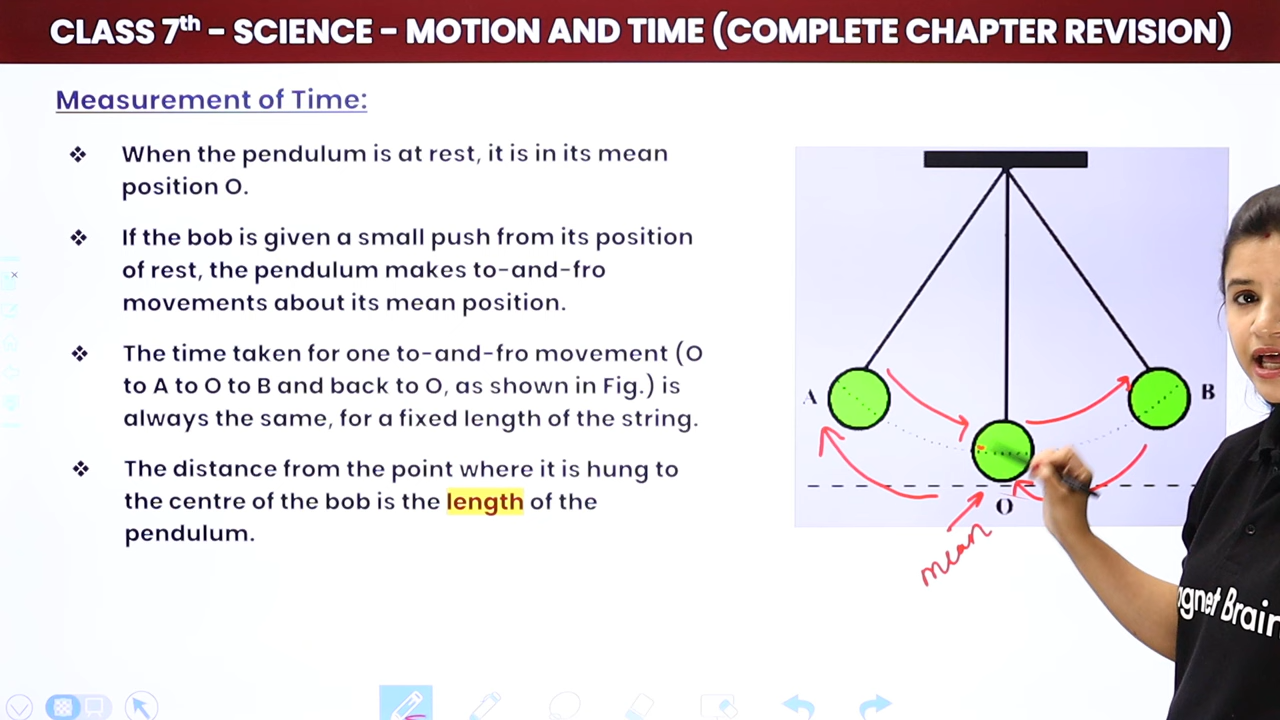 CLASS 7th – SCIENCE – MOTION AND TIME (COMPLETE CHAPTER REVISION)
Measurement of Time:
❖ When the pendulum is at rest, it is in its mean
position O.
❖ If the bob is given a small push from its position
of rest, the pendulum makes to-and-fro
movements about its mean position.
❖ The time taken for one to-and-fro movement (O
to A to O to B and back to O, as shown in Fig.) is
always the same, for a fixed length of the string.
❖ The distance from the point where it is hung to
the centre of the bob is the length of the
pendulum.
A
B
O
mean
agnet Brain